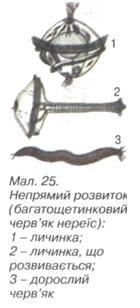 1
2
3
Мал. 25.
Непрямий розвиток
(багатощетинковий
черв'як нереїс):
1 – личинка;
2 – личинка, що
розвивається;
3 – дорослий
черв'як